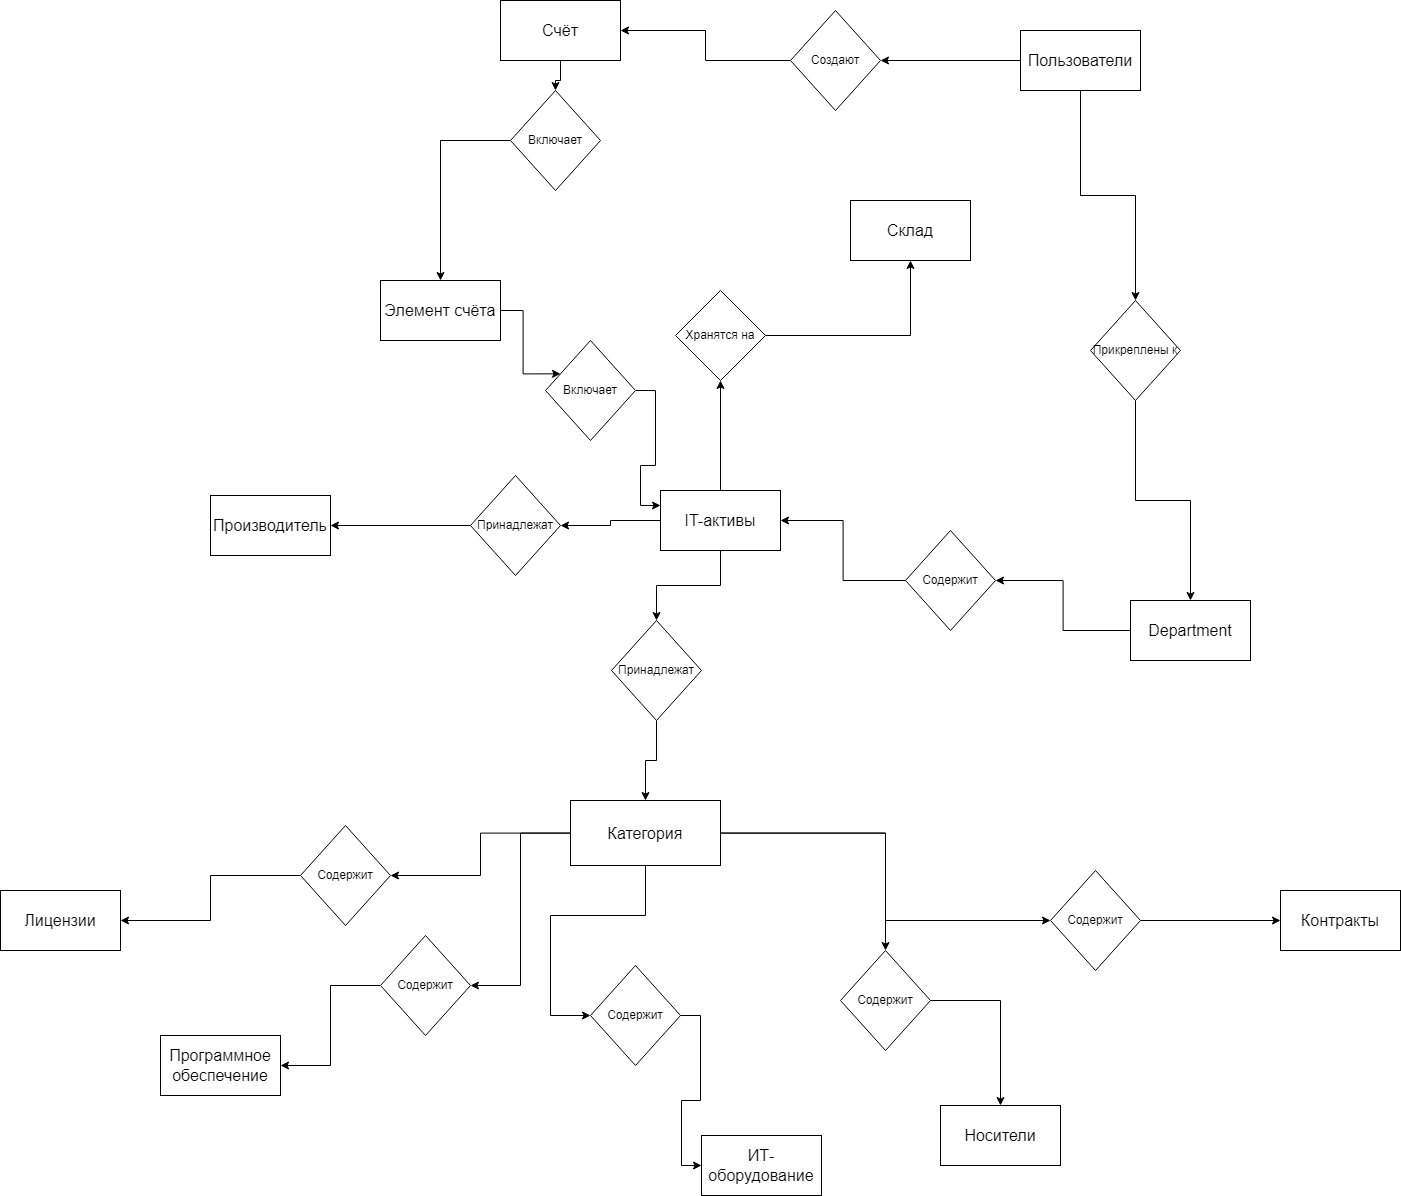 Счёт
Создают
Пользователи
Включает
Склад
Элемент счёта
Хранятся на
Прикреплены к
Включает
Производитель
Принадлежат
IT-активы
Содержит
Department
Принадлежат
Категория
Содержит
Лицензии
Содержит
Контракты
Содержит
Содержит
Содержит
Программное
обеспечение
Носители
ИТ-
оборудование